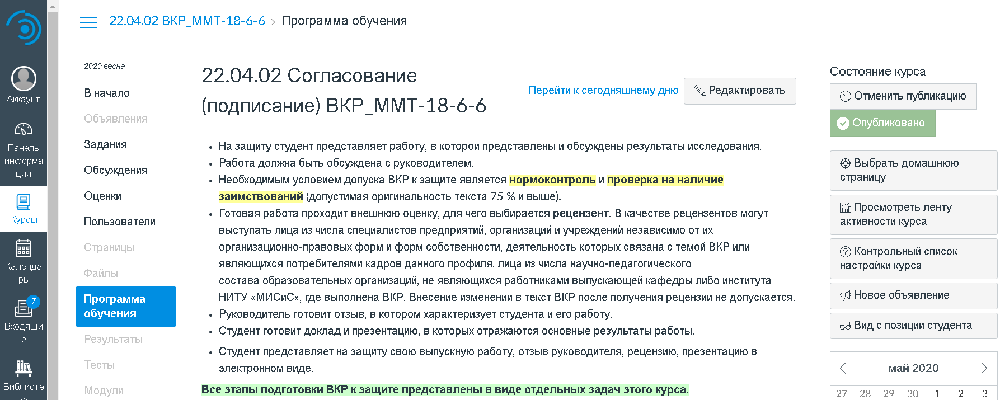 22.04.02 ВКР_ММТ-18-6-6 › Программа обучения
Аккаунт
Панель
информа
ции
Курсы
Календа
рь
7
Входящи
е
Библиоте
ка
2020 весна
В начало
Объявления
Задания
Обсуждения
Оценки
Пользователи
Страницы
Файлы
Программа
обучения
Результаты
Тесты
Модули
22.04.02 Согласование
(подписание) ВКР_ММТ-18-6-6
Перейти к сегодняшнему дню
Редактировать
• На защиту студент представляет работу, в которой представлены и обсуждены результаты исследования.
• Работа должна быть обсуждена с руководителем.
• Необходимым условием допуска ВКР к защите является нормоконтроль и проверка на наличие
заимствований (допустимая оригинальность текста 75 % и выше).
• Готовая работа проходит внешнюю оценку, для чего выбирается рецензент. В качестве рецензентов могут
выступать лица из числа специалистов предприятий, организаций и учреждений независимо от их
организационно-правовых форм и форм собственности, деятельность которых связана с темой ВКР или
являющихся потребителями кадров данного профиля, лица из числа научно-педагогического
состава образовательных организаций, не являющихся работниками выпускающей кафедры либо института
НИТУ «МИСиС», где выполнена ВКР. Внесение изменений в текст ВКР после получения рецензии не допускается.
• Руководитель готовит отзыв, в котором характеризует студента и его работу.
• Студент готовит доклад и презентацию, в которых отражаются основные результаты работы.
• Студент представляет на защиту свою выпускную работу, отзыв руководителя, рецензию, презентацию в
электронном виде.
Все этапы подготовки ВКР к защите представлены в виде отдельных задач этого курса.
Состояние курса
Отменить публикацию
Опубликовано
Выбрать домашнюю
страницу
Просмотреть ленту
активности курса
Контрольный список
настройки курса
Новое объявление
Вид с позиции студента
май 2020
27 28 29 30 1 2 3